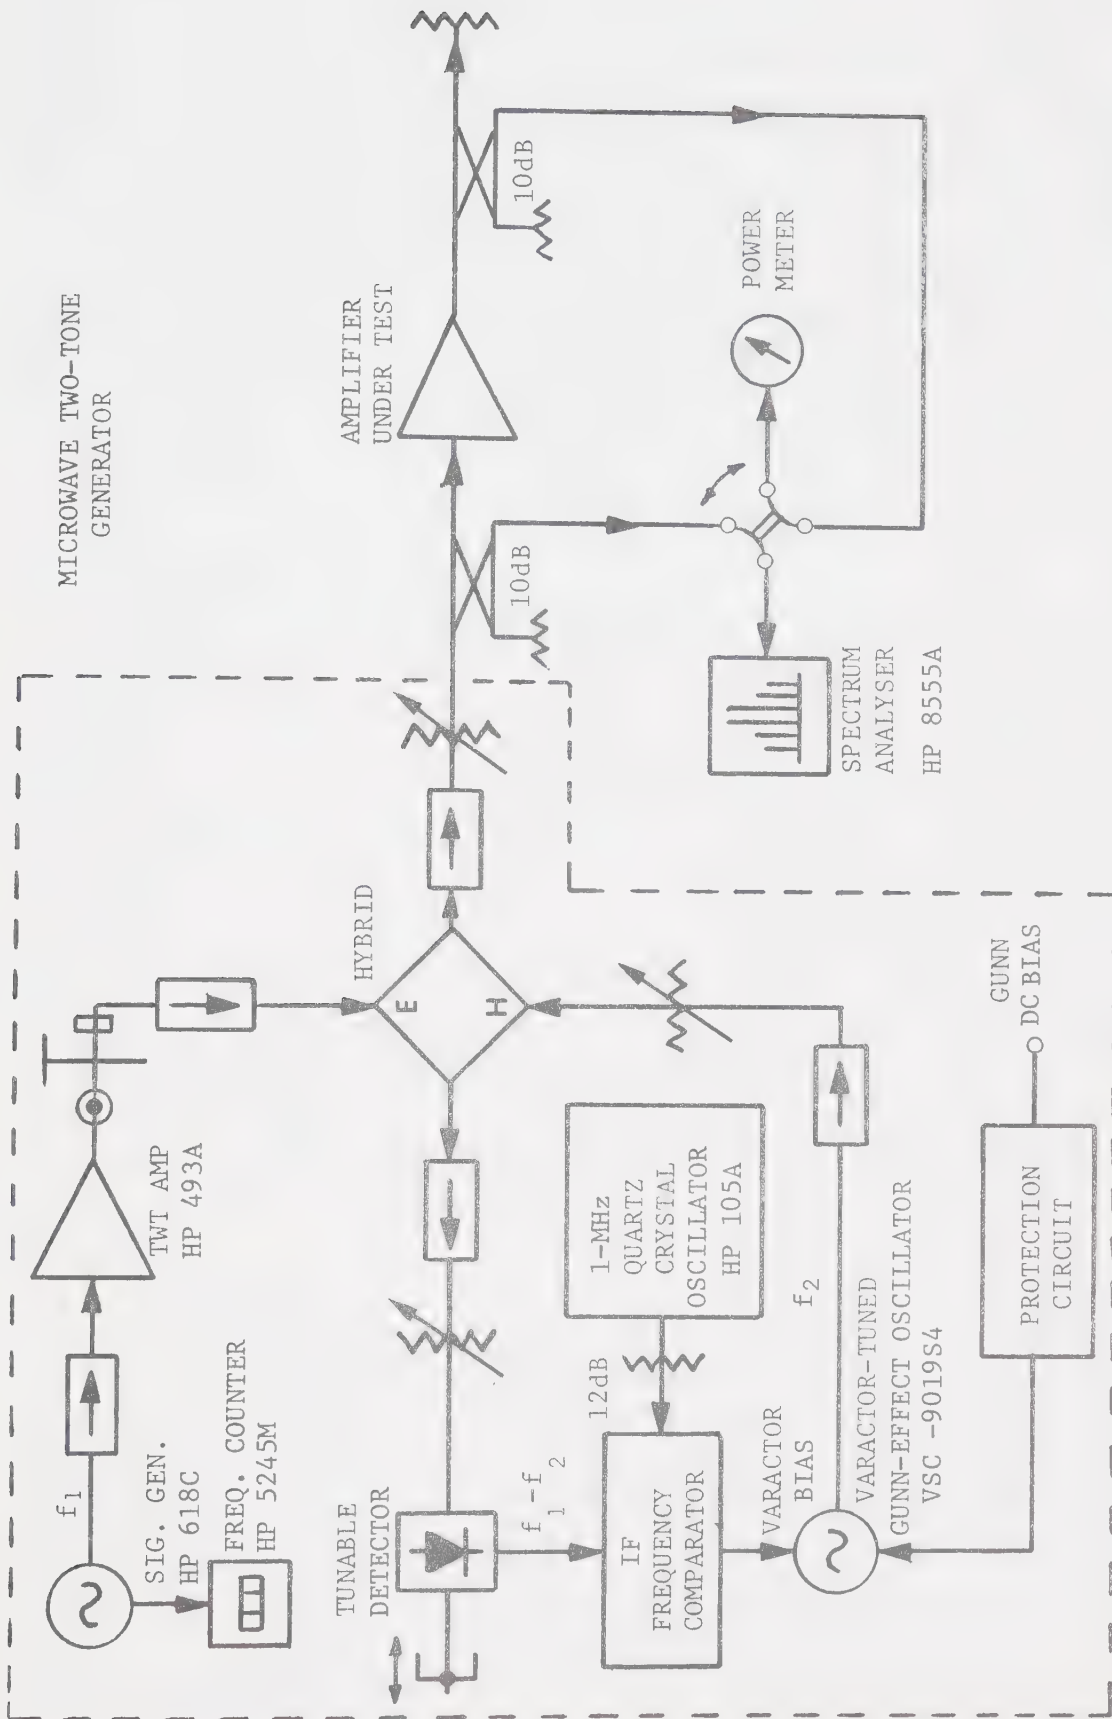 MICROWAVE TWO-TONE
GENERATOR
f1
SIG. GEN.
HP 618C
FREQ. COUNTER
HP 5245M
TWT AMP
HP 493A
HYBRID
E
H
AMPLIFIER
UNDER TEST
10dB
10dB
TUNABLE
DETECTOR
f1-f2
12dB
1-MHz
QUARTZ
CRYSTAL
OSCILLATOR
HP 105A
IF
FREQUENCY
COMPARATOR
VARACTOR
BIAS
f2
VARACTOR-TUNED
GUNN-EFFECT OSCILLATOR
VSC -9019S4
PROTECTION
CIRCUIT
GUNN
DC BIAS
SPECTRUM
ANALYSER
HP 8555A
POWER
METER